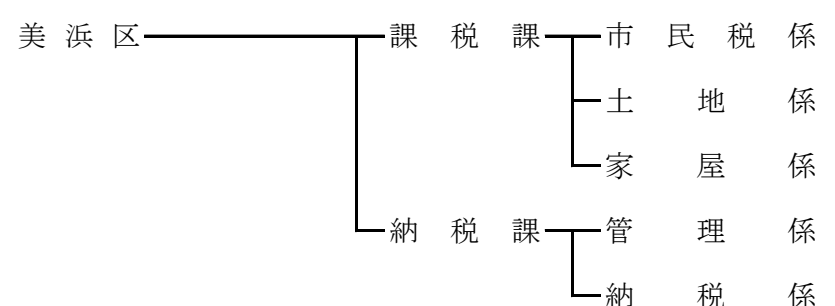 美浜区 課税課 市民税係
土地係
家屋係
納税課 管理係
納税係